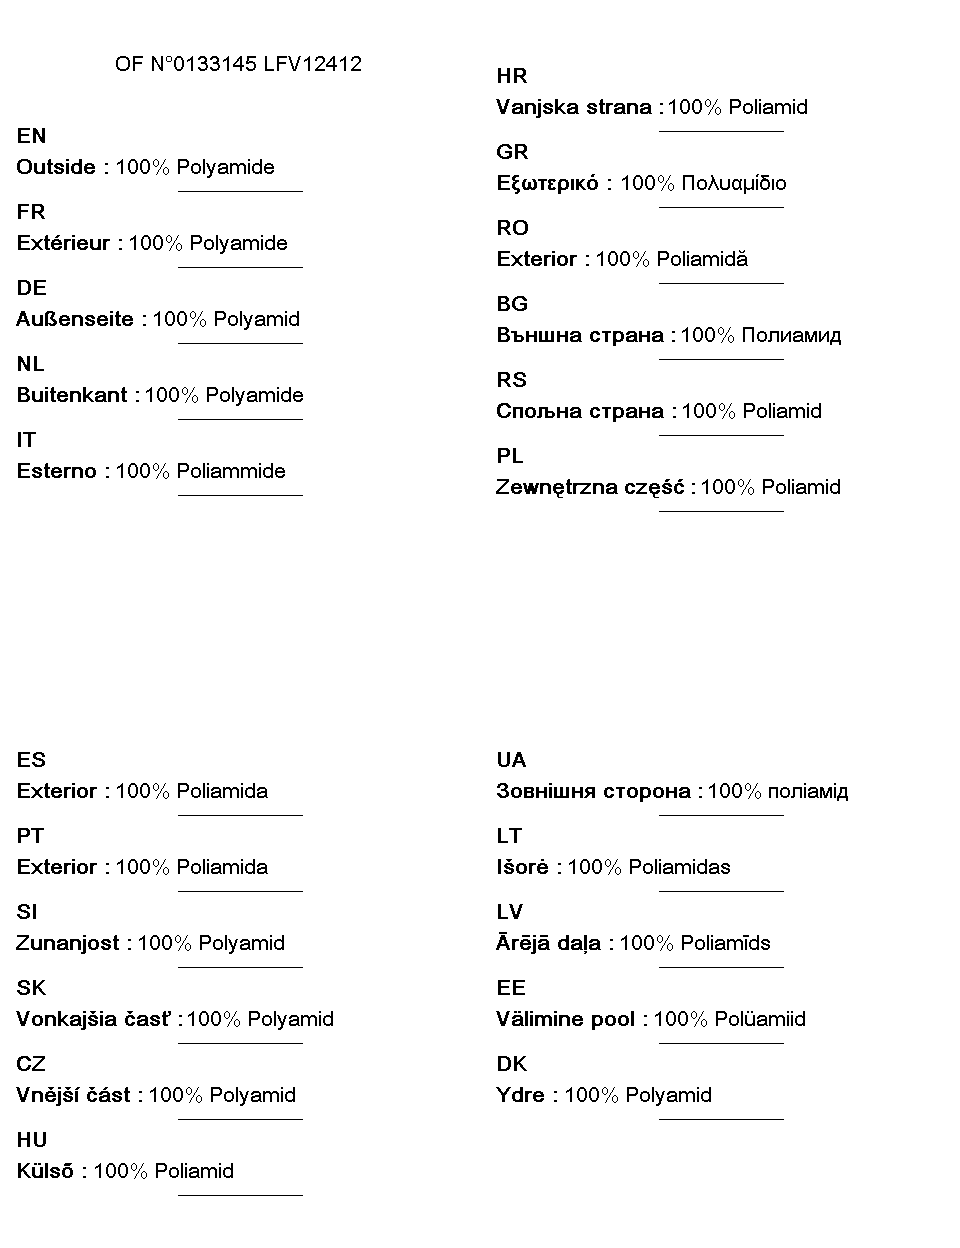 OF N°0133145 LFV12412
EN
Outside : 100% Polyamide
FR
Extérieur : 100% Polyamide
DE
Außenseite : 100% Polyamid
NL
Buitenkant : 100% Polyamide
IT
Esterno : 100% Poliammide
HR
Vanjska strana : 100% Poliamid
GR
Εξωτερικό : 100% Πολυαμίδιο
RO
Exterior : 100% Poliamidă
BG
Външна страна : 100% Полиамид
RS
Спољна страна : 100% Poliamid
PL
Zewnętrzna część : 100% Poliamid
ES
Exterior : 100% Poliamida
PT
Exterior : 100% Poliamida
SI
Zunanjost : 100% Polyamid
SK
Vonkajšia časť : 100% Polyamid
CZ
Vnější část : 100% Polyamid
HU
Külsõ : 100% Poliamid
UA
Зовнішня сторона : 100% поліамід
LT
Išorė : 100% Poliamidas
LV
Ārējā daļa : 100% Poliamīds
EE
Välimine pool : 100% Polüamiid
DK
Ydre : 100% Polyamid